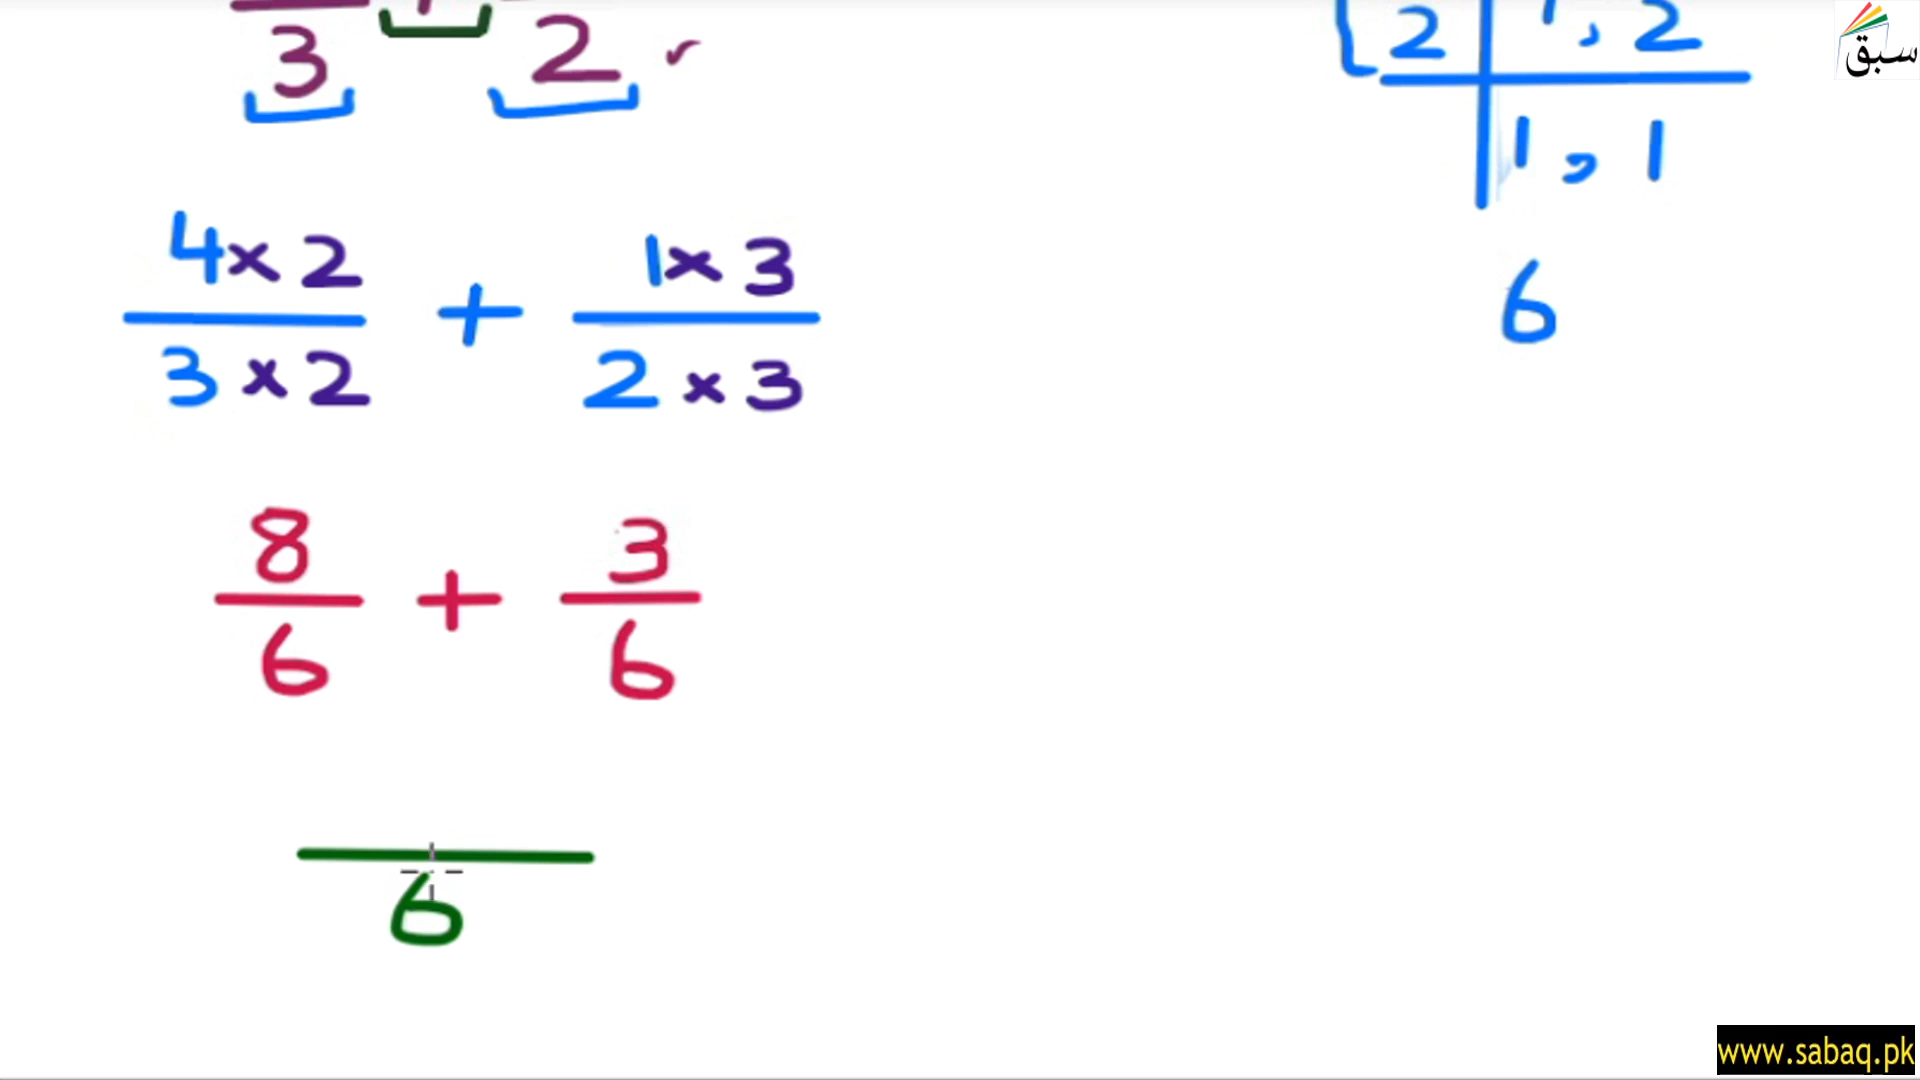 3 2 ✓
2 | 1, 2
1, 1
6
4 × 2 / 3 × 2 + 1 × 3 / 2 × 3
8/6 + 3/6
/6
سبق
www.sabaq.pk